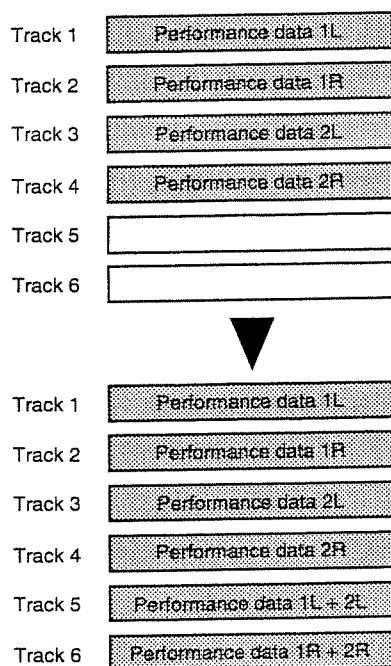 Track 1 Performance data 1L
Track 2 Performance data 1R
Track 3 Performance data 2L
Track 4 Performance data 2R
Track 5
Track 6
Track 1 Performance data 1L
Track 2 Performance data 1R
Track 3 Performance data 2L
Track 4 Performance data 2R
Track 5 Performance data 1L + 2L
Track 6 Performance data 1R + 2R